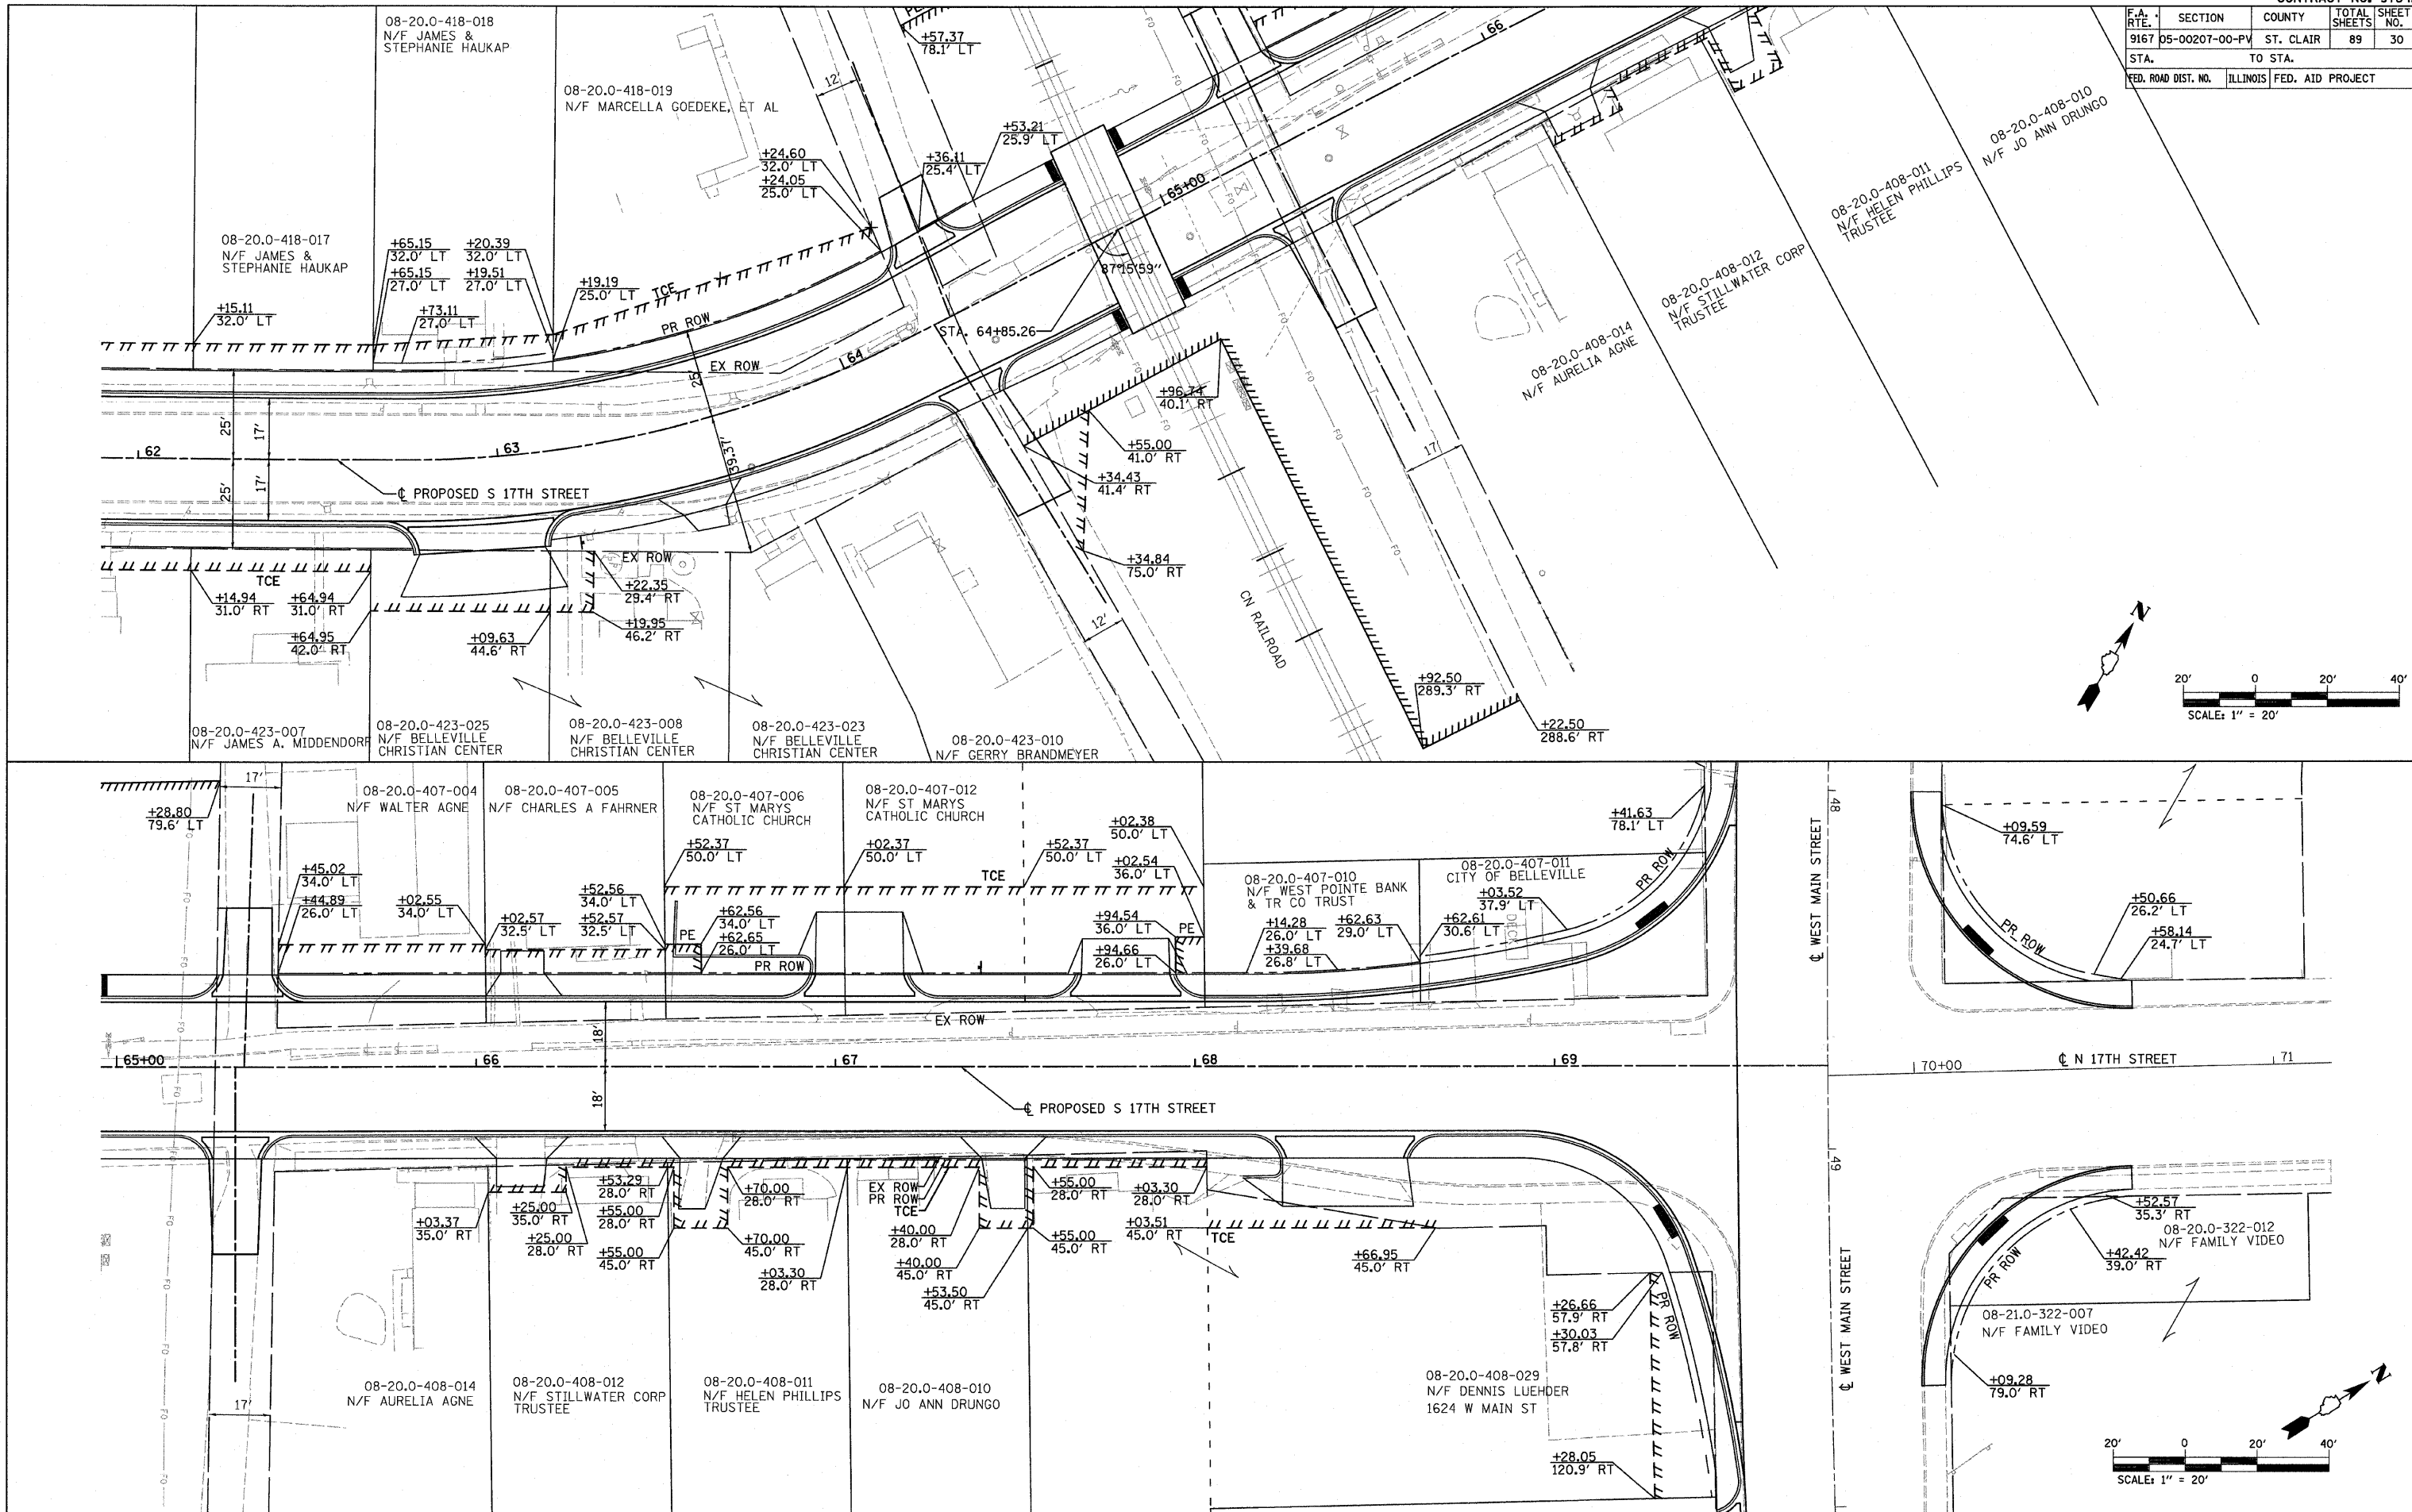 F.A. RTE.
SECTION
COUNTY
TOTAL SHEETS
SHEET NO.
9167
05-00207-00-PV
ST. CLAIR
89
30
STA.
TO STA.
FED. ROAD DIST. NO.
ILLINOIS
FED. AID PROJECT
08-20.0-418-018
N/F JAMES &
STEPHANIE HAUKAP
08-20.0-418-019
N/F MARCELLA GOEDEKE, ET AL
08-20.0-418-017
N/F JAMES &
STEPHANIE HAUKAP
+57.37
78.1' LT
12'
66
+53.21
25.9' LT
+36.11
25.4' LT
+24.60
32.0' LT
+24.05
25.0' LT
65+00
+65.15
32.0' LT
+65.15
27.0' LT
+20.39
32.0' LT
+19.51
27.0' LT
+15.11
32.0' LT
+73.11
27.0' LT
+19.19
25.0' LT
TCE
PR ROW
EX ROW
87°15'59"
STA. 64+85.26
64
25'
39.37'
25'
17'
62
63
25'
17'
℄ PROPOSED S 17TH STREET
+96.74
40.1' RT
+55.00
41.0' RT
+34.43
41.4' RT
+34.84
75.0' RT
17'
12'
CN RAILROAD
+92.50
289.3' RT
+22.50
288.6' RT
EX ROW
TCE
+14.94
31.0' RT
+64.94
31.0' RT
+64.95
42.0' RT
+22.35
29.4' RT
+19.95
46.2' RT
+09.63
44.6' RT
08-20.0-423-007
N/F JAMES A. MIDDENDORF
08-20.0-423-025
N/F BELLEVILLE
CHRISTIAN CENTER
08-20.0-423-008
N/F BELLEVILLE
CHRISTIAN CENTER
08-20.0-423-023
N/F BELLEVILLE
CHRISTIAN CENTER
08-20.0-423-010
N/F GERRY BRANDMEYER
08-20.0-408-014
N/F AURELIA AGNE
08-20.0-408-012
N/F STILLWATER CORP
TRUSTEE
08-20.0-408-011
N/F HELEN PHILLIPS
TRUSTEE
08-20.0-408-010
N/F JO ANN DRUNGO
N
20' 0 20' 40'
SCALE: 1" = 20'
17'
+28.80
79.6' LT
08-20.0-407-004
N/F WALTER AGNE
08-20.0-407-005
N/F CHARLES A FAHRNER
08-20.0-407-006
N/F ST MARYS
CATHOLIC CHURCH
08-20.0-407-012
N/F ST MARYS
CATHOLIC CHURCH
+52.37
50.0' LT
+02.37
50.0' LT
+52.37
50.0' LT
+02.38
50.0' LT
+02.54
36.0' LT
TCE
+45.02
34.0' LT
+44.89
26.0' LT
+02.55
34.0' LT
+02.57
32.5' LT
+52.56
34.0' LT
+52.57
32.5' LT
PE
+62.56
34.0' LT
+62.65
26.0' LT
PR ROW
+94.54
36.0' LT
+94.66
26.0' LT
PE
08-20.0-407-010
N/F WEST POINTE BANK
& TR CO TRUST
+14.28
26.0' LT
+39.68
26.8' LT
+62.63
29.0' LT
+62.61
30.6' LT
08-20.0-407-011
CITY OF BELLEVILLE
+03.52
37.9' LT
DECK
PR ROW
+41.63
78.1' LT
48
℄ WEST MAIN STREET
+09.59
74.6' LT
+50.66
26.2' LT
+58.14
24.7' LT
PR ROW
EX ROW
18'
18'
65+00
66
67
68
69
70+00
℄ N 17TH STREET
71
℄ PROPOSED S 17TH STREET
49
+03.37
35.0' RT
+25.00
35.0' RT
+25.00
28.0' RT
+53.29
28.0' RT
+55.00
28.0' RT
+55.00
45.0' RT
+70.00
28.0' RT
+70.00
45.0' RT
+03.30
28.0' RT
EX ROW
PR ROW
TCE
+40.00
28.0' RT
+40.00
45.0' RT
+53.50
45.0' RT
+55.00
28.0' RT
+55.00
45.0' RT
+03.30
28.0' RT
+03.51
45.0' RT
TCE
+66.95
45.0' RT
+26.66
57.9' RT
+30.03
57.8' RT
PR ROW
+28.05
120.9' RT
17'
08-20.0-408-014
N/F AURELIA AGNE
08-20.0-408-012
N/F STILLWATER CORP
TRUSTEE
08-20.0-408-011
N/F HELEN PHILLIPS
TRUSTEE
08-20.0-408-010
N/F JO ANN DRUNGO
08-20.0-408-029
N/F DENNIS LUEHDER
1624 W MAIN ST
℄ WEST MAIN STREET
+52.57
35.3' RT
08-20.0-322-012
N/F FAMILY VIDEO
+42.42
39.0' RT
PR ROW
08-21.0-322-007
N/F FAMILY VIDEO
+09.28
79.0' RT
N
20' 0 20' 40'
SCALE: 1" = 20'